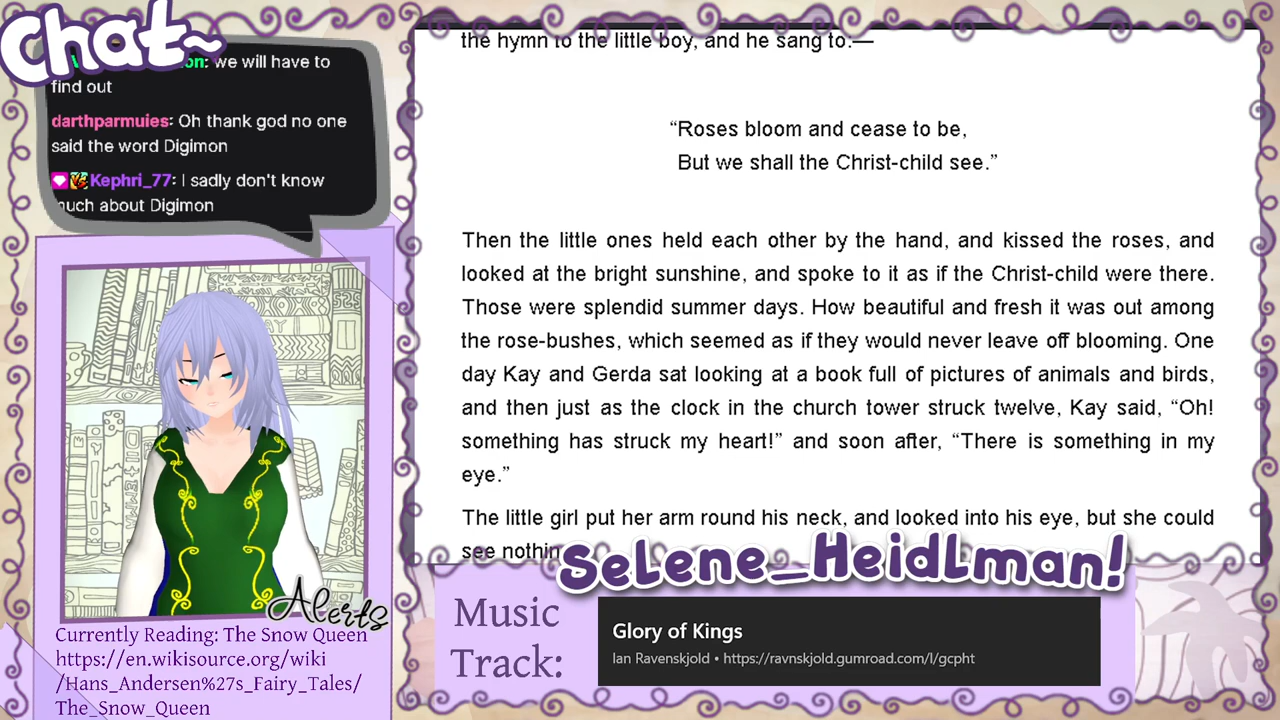 Chat~
on: we will have to
find out
darthparmuies: Oh thank god no one
said the word Digimon
Kephri_77: I sadly don't know
much about Digimon
the hymn to the little boy, and he sang to:—
“Roses bloom and cease to be,
But we shall the Christ-child see.”
Then the little ones held each other by the hand, and kissed the roses, and
looked at the bright sunshine, and spoke to it as if the Christ-child were there.
Those were splendid summer days. How beautiful and fresh it was out among
the rose-bushes, which seemed as if they would never leave off blooming. One
day Kay and Gerda sat looking at a book full of pictures of animals and birds,
and then just as the clock in the church tower struck twelve, Kay said, “Oh!
something has struck my heart!” and soon after, “There is something in my
eye.”
The little girl put her arm round his neck, and looked into his eye, but she could
see nothin
Selene_Heidlman!
Alerts
Currently Reading: The Snow Queen
https://en.wikisource.org/wiki
/Hans_Andersen%27s_Fairy_Tales/
The_Snow_Queen
Music
Track:
Glory of Kings
Ian Ravenskjold • https://ravnskjold.gumroad.com/l/gcpht